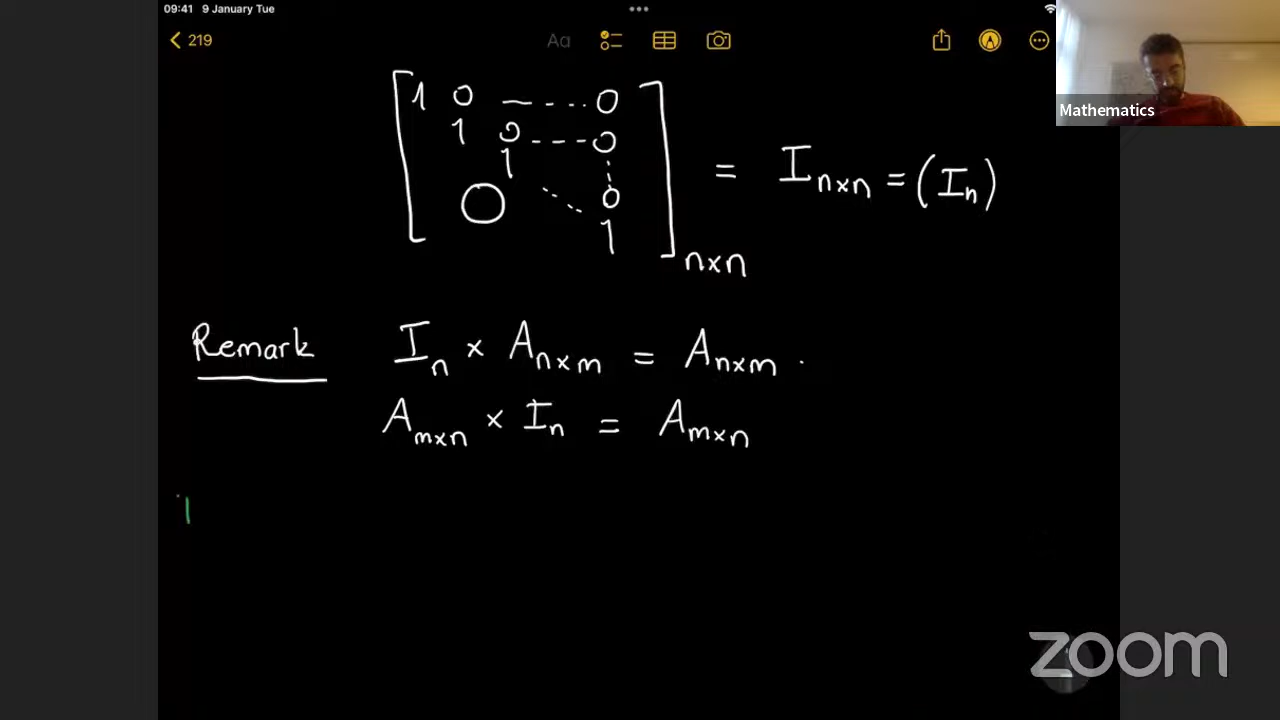 09:41 9 January Tue
219
Aa
Mathematics
1 0 — - - - 0
1 0 - - - 0
1
0 0
1
n×n
= I n×n = (I n)
Remark I n × A n×m = A n×m .
A m×n × I n = A m×n
zoom